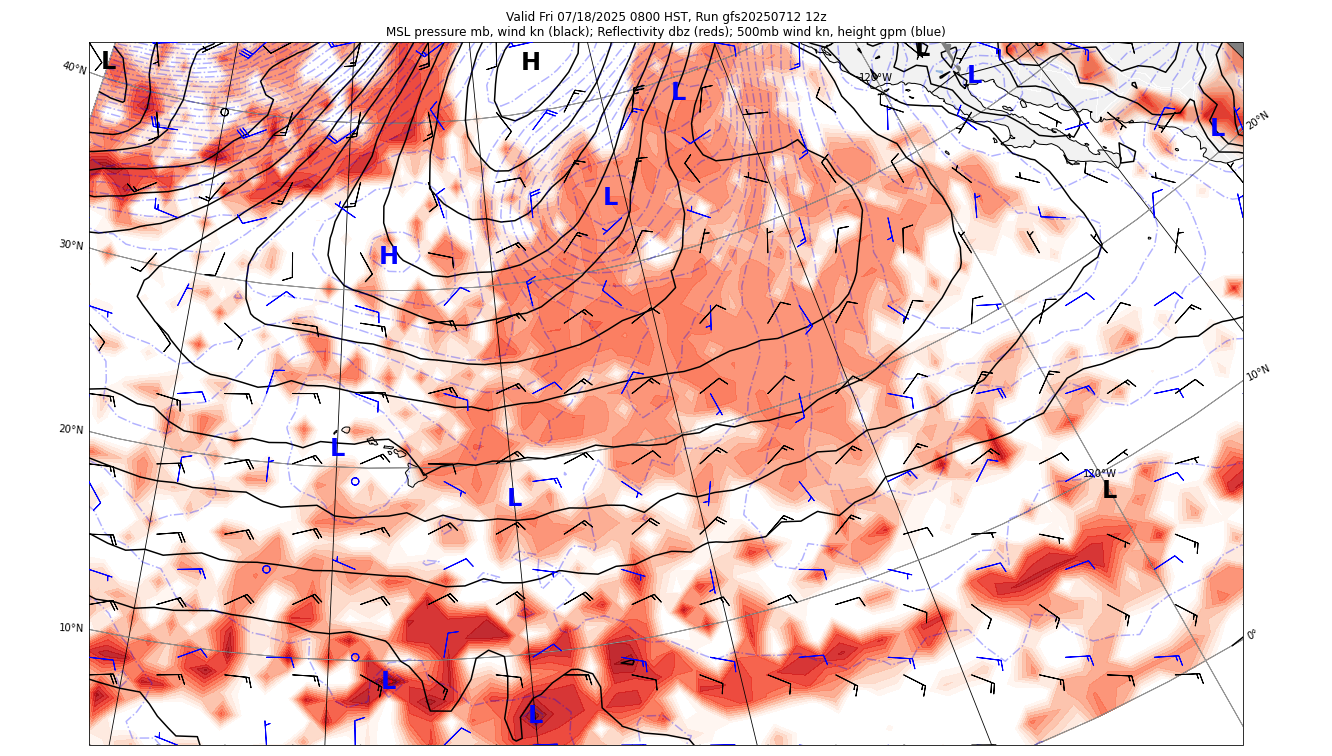 Valid Fri 07/18/2025 0800 HST, Run gfs20250712 12z
MSL pressure mb, wind kn (black); Reflectivity dbz (reds); 500mb wind kn, height gpm (blue)
L
H
L
L
40°N
120°W
L
L
20°N
L
30°N
H
10°N
20°N
L
120°W
L
L
10°N
0°
L
L